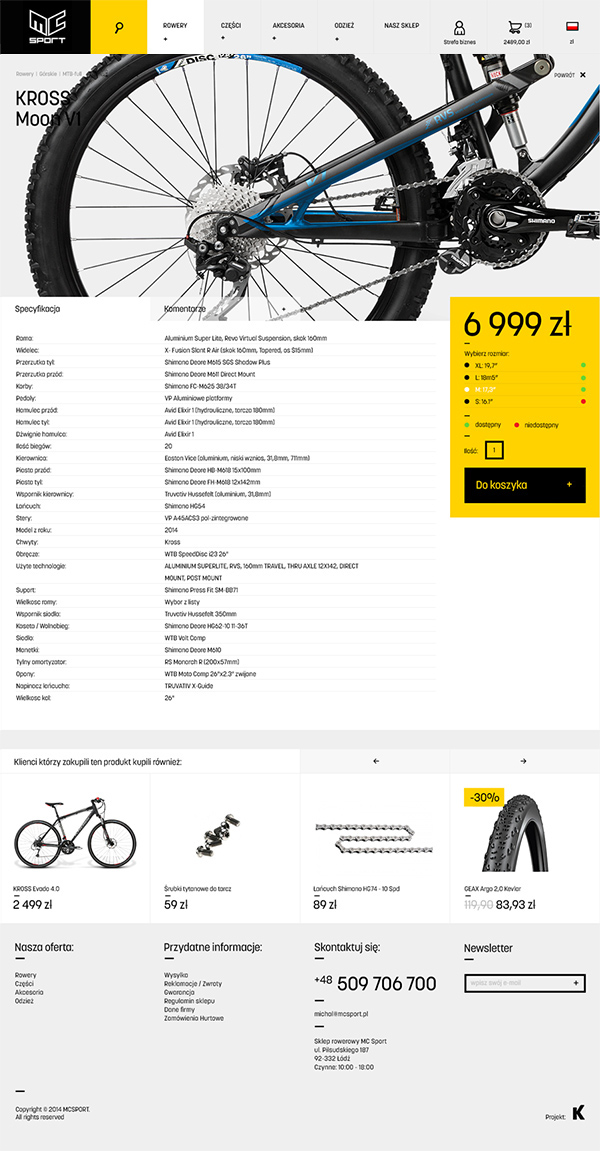 MCS
SPORT
ROWERY
+
CZĘŚCI
+
AKCESORIA
+
ODZIEŻ
+
NASZ SKLEP
Strefa biznes
(3)
2489,00 zł
zł
Rowery | Górskie | MTB Full
POWRÓT X
KROSS
Moon V1
DISC
RVS
V1
SHIMANO
Specyfikacja
Komentarze
+
Rama: Aluminium Super Lite, Revo Virtual Suspension, skok 160mm
Widelec: X- Fusion Slant R Air (skok 160mm, Tapered, oś S15mm)
Przerzutka tył: Shimano Deore M615 SGS Shadow Plus
Przerzutka przód: Shimano Deore M611 Direct Mount
Korby: Shimano FC-M625 38/34T
Pedały: VP Aluminiowe platformy
Hamulec przód: Avid Elixir 1 (hydrauliczne, tarcza 180mm)
Hamulec tył: Avid Elixir 1 (hydrauliczne, tarcza 180mm)
Dźwignie hamulca: Avid Elixir 1
Ilość biegów: 20
Kierownica: Easton Vice (aluminium, niski wznios, 31,8mm, 711mm)
Piasta przód: Shimano Deore HB-M618 15x100mm
Piasta tył: Shimano Deore FH-M618 12x142mm
Wspornik kierownicy: Truvativ Hussefelt (aluminium, 31,8mm)
Łańcuch: Shimano HG54
Stery: VP A45ACS3 pół-zintegrowane
Model z roku: 2014
Chwyty: Kross
Obręcze: WTB SpeedDisc i23 26"
Użyte technologie: ALUMINIUM SUPERLITE, RVS, 160mm TRAVEL, THRU AXLE 12X142, DIRECT
MOUNT, POST MOUNT
Suport: Shimano Press Fit SM-BB71
Wielkość ramy: Wybór z listy
Wspornik siodła: Truvativ Hussefelt 350mm
Kaseta / Wolnobieg: Shimano Deore HG62-10 11-36T
Siodło: WTB Volt Comp
Manetki: Shimano Deore M610
Tylny amortyzator: RS Monarch R (200x57mm)
Opony: WTB Moto Comp 26"x2.3" zwijane
Napinacz łańcucha: TRUVATIV X-Guide
Wielkość kół: 26"
6 999 zł
Wybierz rozmiar:
XL: 19,7"
L: 18m5"
M: 17,3"
S: 16.1"
dostępny
niedostępny
Ilość: 1
Do koszyka +
Klienci którzy zakupili ten produkt kupili również:
← →
-30%
KROSS Evado 4.0
2 499 zł
Śrubki tytanowe do tarcz
59 zł
Łańcuch Shimano HG74 - 10 Spd
89 zł
GEAX Argo 2,0 Kevlar
119,90 83,93 zł
Nasza oferta:
Rowery
Części
Akcesoria
Odzież
Przydatne informacje:
Wysyłka
Reklamacje / Zwroty
Gwarancja
Regulamin sklepu
Dane firmy
Zamówienia Hurtowe
Skontaktuj się:
+48 509 706 700
michal@mcsport.pl
Sklep rowerowy MC Sport
ul. Piłsudskiego 187
92-332 Łódź
Czynne: 10:00 - 18:00
Newsletter
wpisz swój e-mail +
Copyright © 2014 MCSPORT.
All rights reserved
Projekt: K